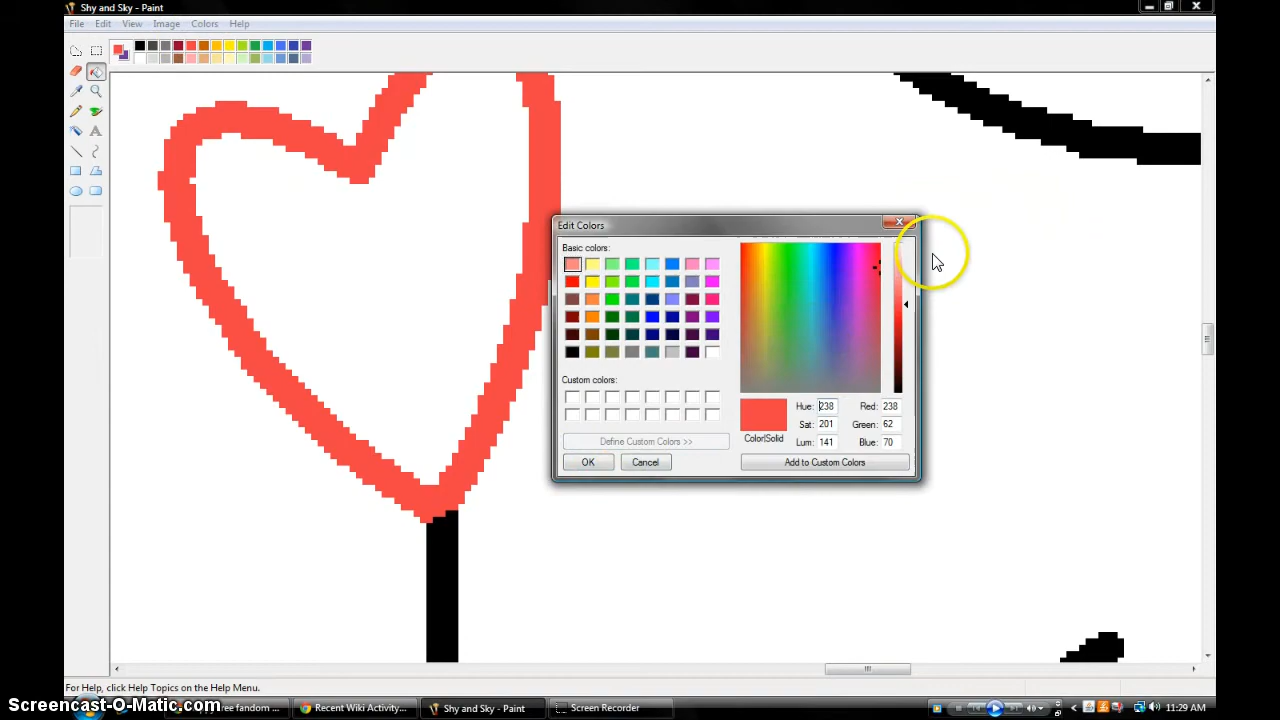 Shy and Sky - Paint
File Edit View Image Colors Help
Edit Colors
Basic colors:
Custom colors:
Hue: 238 Red: 238
Sat: 201 Green: 62
Color|Solid Lum: 141 Blue: 70
Define Custom Colors >>
OK Cancel Add to Custom Colors
For Help, click Help Topics on the Help Menu.
Screencast-O-Matic.com
free fandom ... Recent Wiki Activity... Shy and Sky - Paint Screen Recorder 11:29 AM